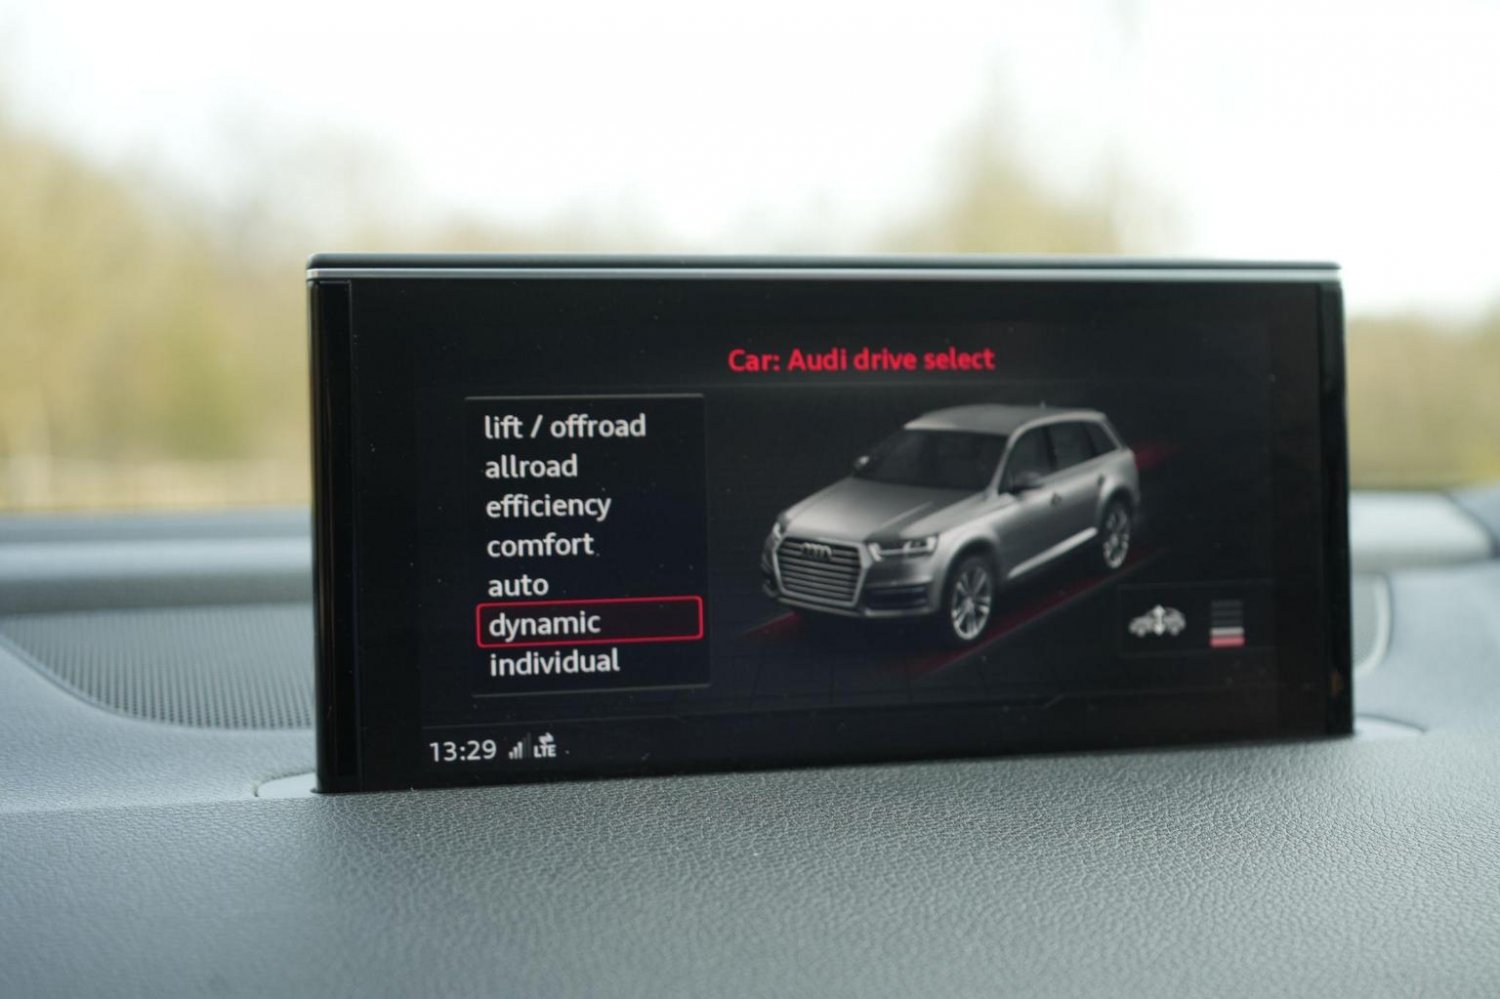 Car: Audi drive select
lift / offroad
allroad
efficiency
comfort
auto
dynamic
individual
13:29 LTE